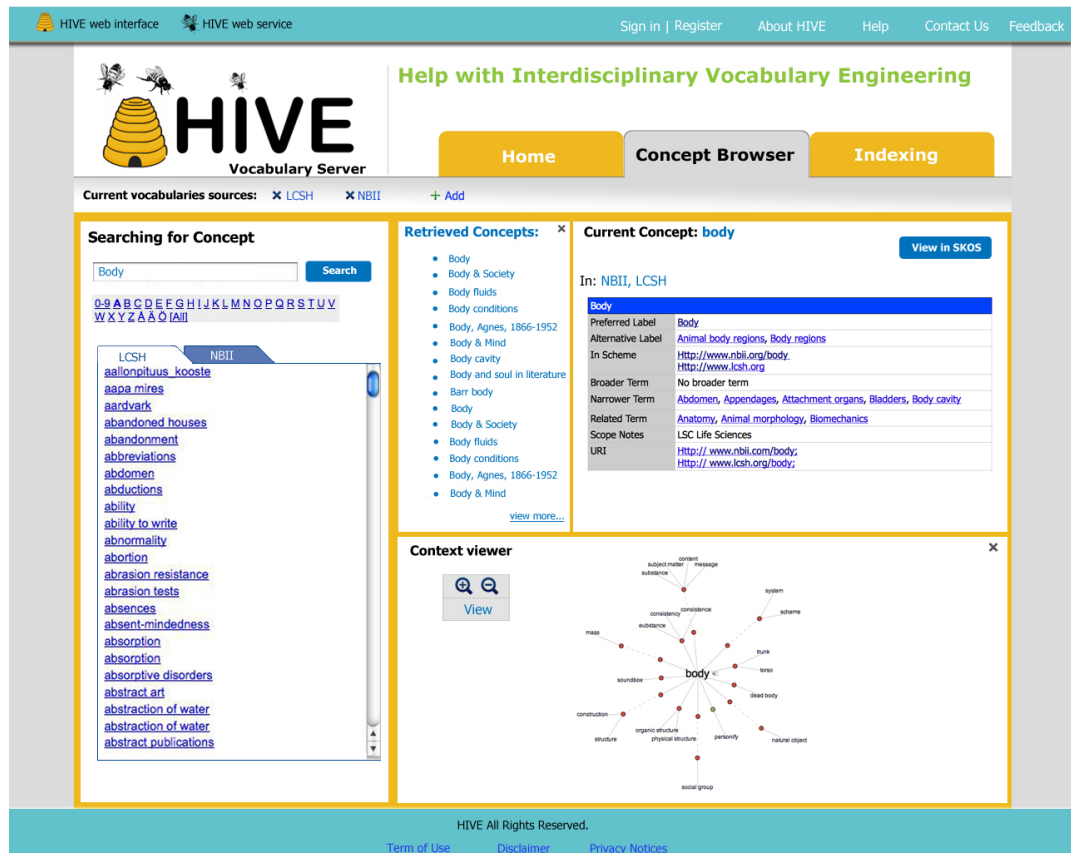 HIVE web interface
HIVE web service
Sign in | Register
About HIVE
Help
Contact Us
Feedback
HIVE
Vocabulary Server
Help with Interdisciplinary Vocabulary Engineering
Home
Concept Browser
Indexing
Current vocabularies sources:
× LCSH
× NBII
+ Add
Searching for Concept
Body
Search
0-9 A B C D E F G H I J K L M N O P Q R S T U V
W X Y Z Å Ä Ö [All]
LCSH
NBII
aallonpituus_kooste
aapa mires
aardvark
abandoned houses
abandonment
abbreviations
abdomen
abductions
ability
ability to write
abnormality
abortion
abrasion resistance
abrasion tests
absences
absent-mindedness
absorption
absorption
absorptive disorders
abstract art
abstraction of water
abstraction of water
abstract publications
Retrieved Concepts:
×
Body
Body & Society
Body fluids
Body conditions
Body, Agnes, 1866-1952
Body & Mind
Body cavity
Body and soul in literature
Barr body
Body
Body & Society
Body fluids
Body conditions
Body, Agnes, 1866-1952
Body & Mind
view more...
Current Concept: body
View in SKOS
In: NBII, LCSH
Body
Preferred Label Body
Alternative Label Animal body regions, Body regions
In Scheme Http://www.nbii.org/body
Http://www.lcsh.org
Broader Term No broader term
Narrower Term Abdomen, Appendages, Attachment organs, Bladders, Body cavity
Related Term Anatomy, Animal morphology, Biomechanics
Scope Notes LSC Life Sciences
URI Http:// www.nbii.com/body;
Http:// www.lcsh.org/body;
Context viewer
×
View
content
subject matter
message
substance
system
consistency
consistence
scheme
eubstance
mass
trunk
body
torso
soundbox
dead body
construction
organic structure
structure
physical structure
personify
natural object
social group
HIVE All Rights Reserved.
Term of Use
Disclaimer
Privacy Notices